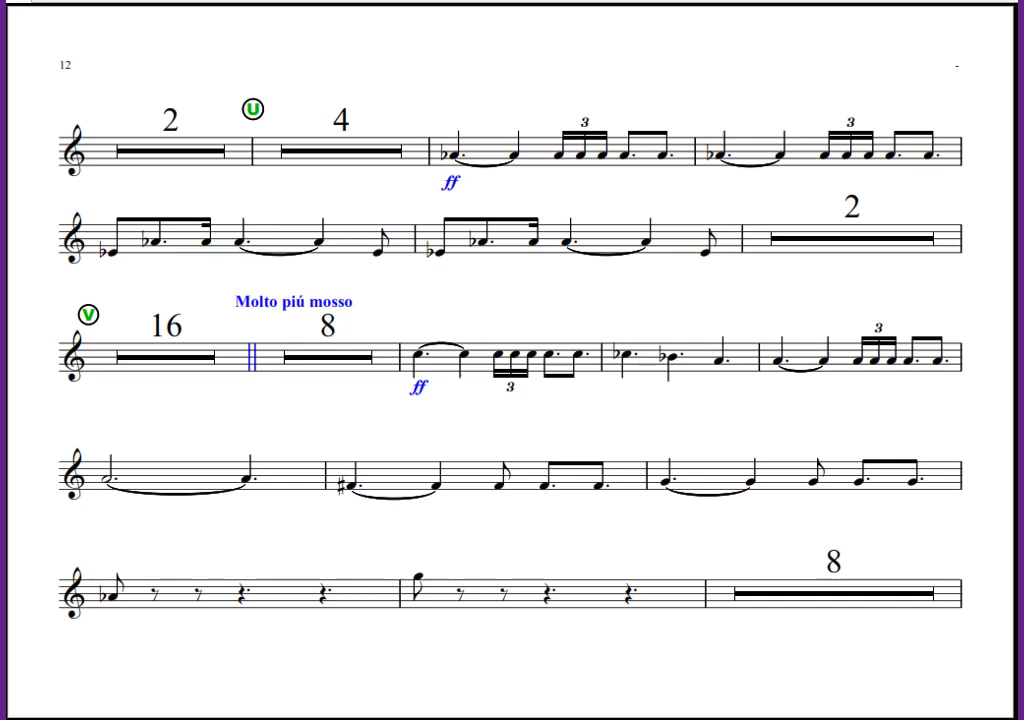 12 -
2 U 4 3 3
ff
2
V 16 Molto piú mosso 8 3
ff 3
8